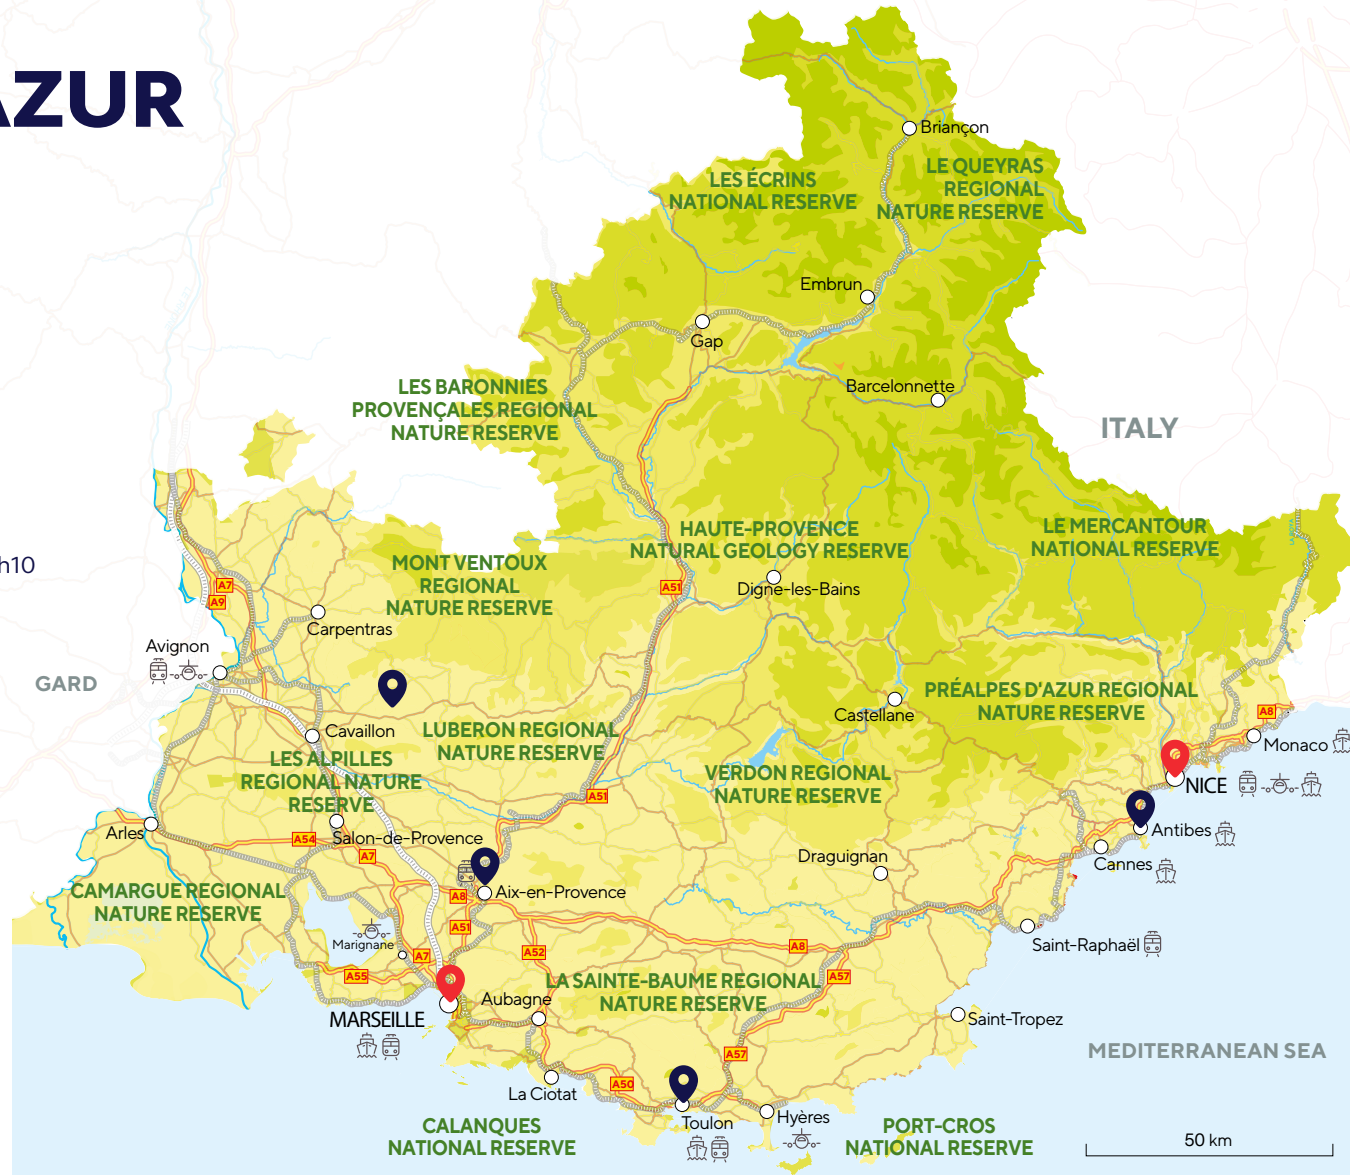 AZUR
Briançon
LES ÉCRINS
NATIONAL RESERVE
LE QUEYRAS
REGIONAL
NATURE RESERVE
Embrun
Gap
Barcelonnette
LES BARONNIES
PROVENÇALES REGIONAL
NATURE RESERVE
ITALY
h10
MONT VENTOUX
REGIONAL
NATURE RESERVE
HAUTE-PROVENCE
NATURAL GEOLOGY RESERVE
LE MERCANTOUR
NATIONAL RESERVE
A7
A9
A51
Digne-les-Bains
Carpentras
Avignon
GARD
Cavaillon
LUBERON REGIONAL
NATURE RESERVE
Castellane
PRÉALPES D'AZUR REGIONAL
NATURE RESERVE
A8
Monaco
LES ALPILLES
REGIONAL NATURE
RESERVE
VERDON REGIONAL
NATURE RESERVE
NICE
A51
Arles
A54
Salon-de-Provence
A7
Antibes
Cannes
Draguignan
CAMARGUE REGIONAL
NATURE RESERVE
Aix-en-Provence
A8
A51
Marignane
A7
A52
A8
Saint-Raphaël
A55
LA SAINTE-BAUME REGIONAL
NATURE RESERVE
A57
Aubagne
MARSEILLE
Saint-Tropez
A57
MEDITERRANEAN SEA
La Ciotat
A50
Toulon
Hyères
CALANQUES
NATIONAL RESERVE
PORT-CROS
NATIONAL RESERVE
50 km